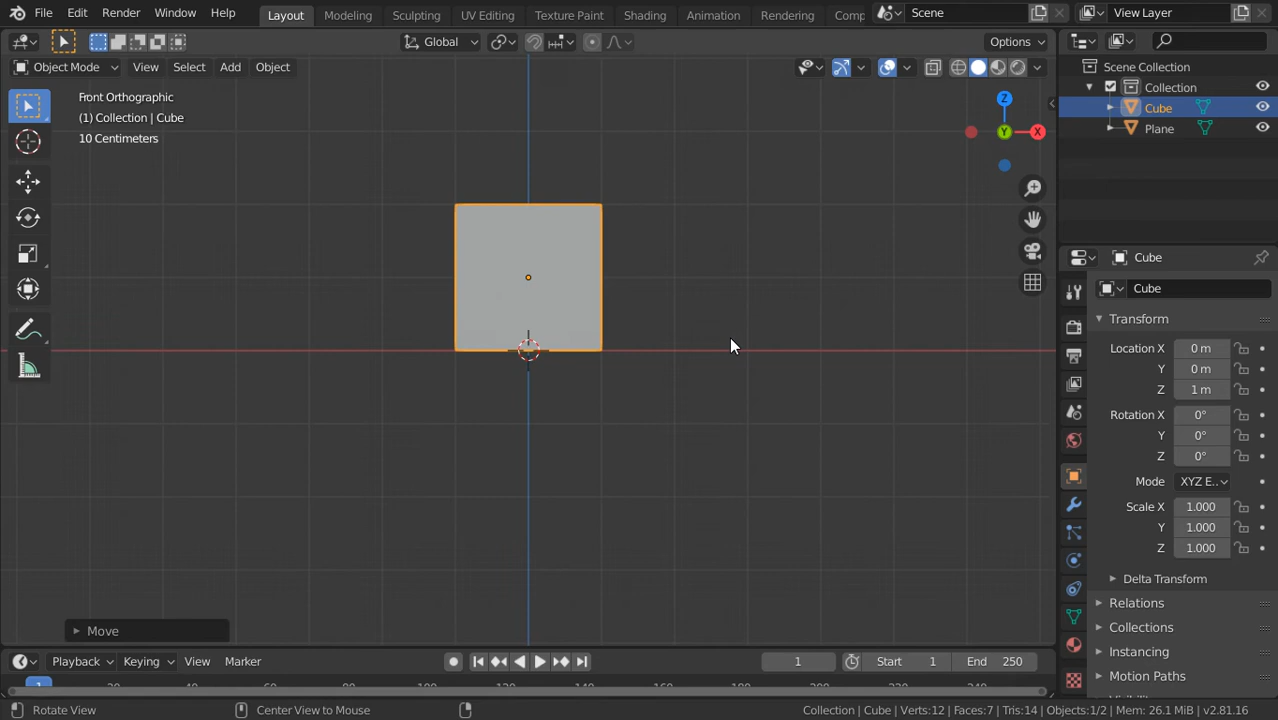 File Edit Render Window Help Layout Modeling Sculpting UV Editing Texture Paint Shading Animation Rendering Comp Scene View Layer
Global Options
Object Mode View Select Add Object
Front Orthographic
(1) Collection | Cube
10 Centimeters
Z
X
Y
Scene Collection
Collection
Cube
Plane
Cube
Cube
Transform
Location X 0 m
Y 0 m
Z 1 m
Rotation X 0°
Y 0°
Z 0°
Mode XYZ E..
Scale X 1.000
Y 1.000
Z 1.000
Delta Transform
Relations
Collections
Instancing
Motion Paths
Move
Playback Keying View Marker 1 Start 1 End 250
1
Rotate View Center View to Mouse Collection | Cube | Verts:12 | Faces:7 | Tris:14 | Objects:1/2 | Mem: 26.1 MiB | v2.81.16